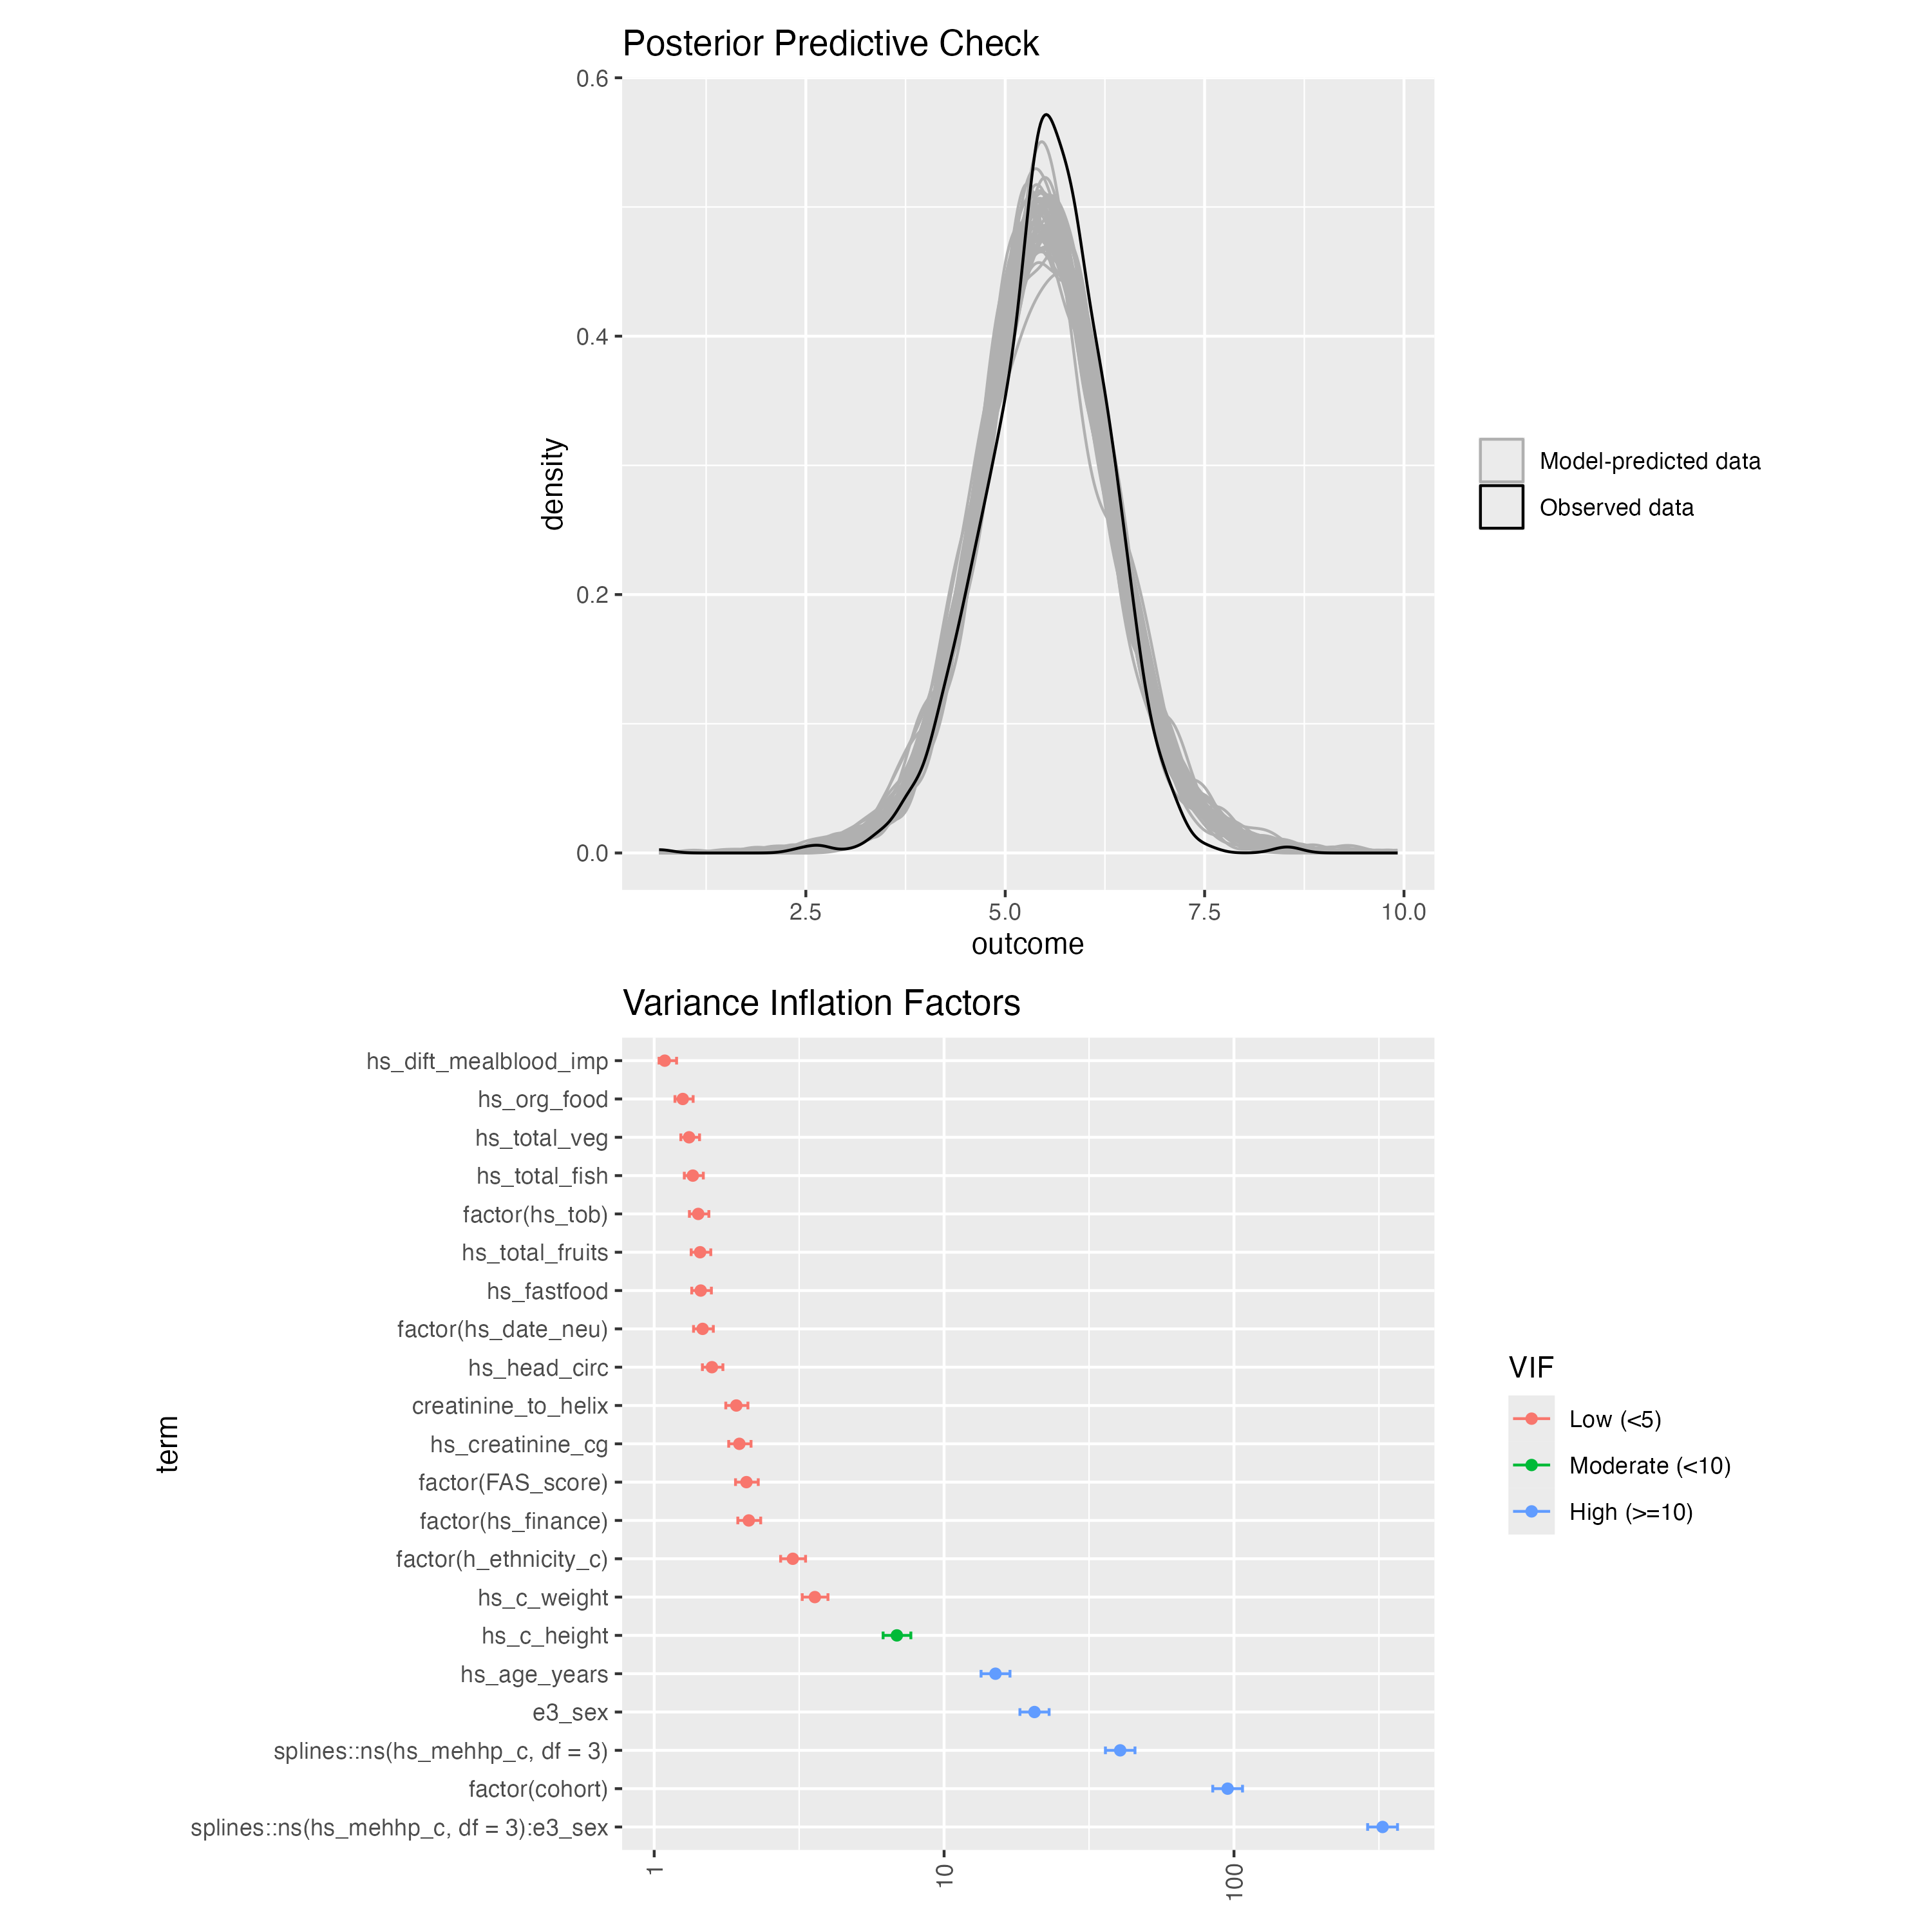 Posterior Predictive Check
0.6
0.4
0.2
0.0
density
2.5 5.0 7.5 10.0
outcome
Model-predicted data
Observed data
Variance Inflation Factors
term
hs_dift_mealblood_imp
hs_org_food
hs_total_veg
hs_total_fish
factor(hs_tob)
hs_total_fruits
hs_fastfood
factor(hs_date_neu)
hs_head_circ
creatinine_to_helix
hs_creatinine_cg
factor(FAS_score)
factor(hs_finance)
factor(h_ethnicity_c)
hs_c_weight
hs_c_height
hs_age_years
e3_sex
splines::ns(hs_mehhp_c, df = 3)
factor(cohort)
splines::ns(hs_mehhp_c, df = 3):e3_sex
1 10 100
VIF
Low (<5)
Moderate (<10)
High (>=10)